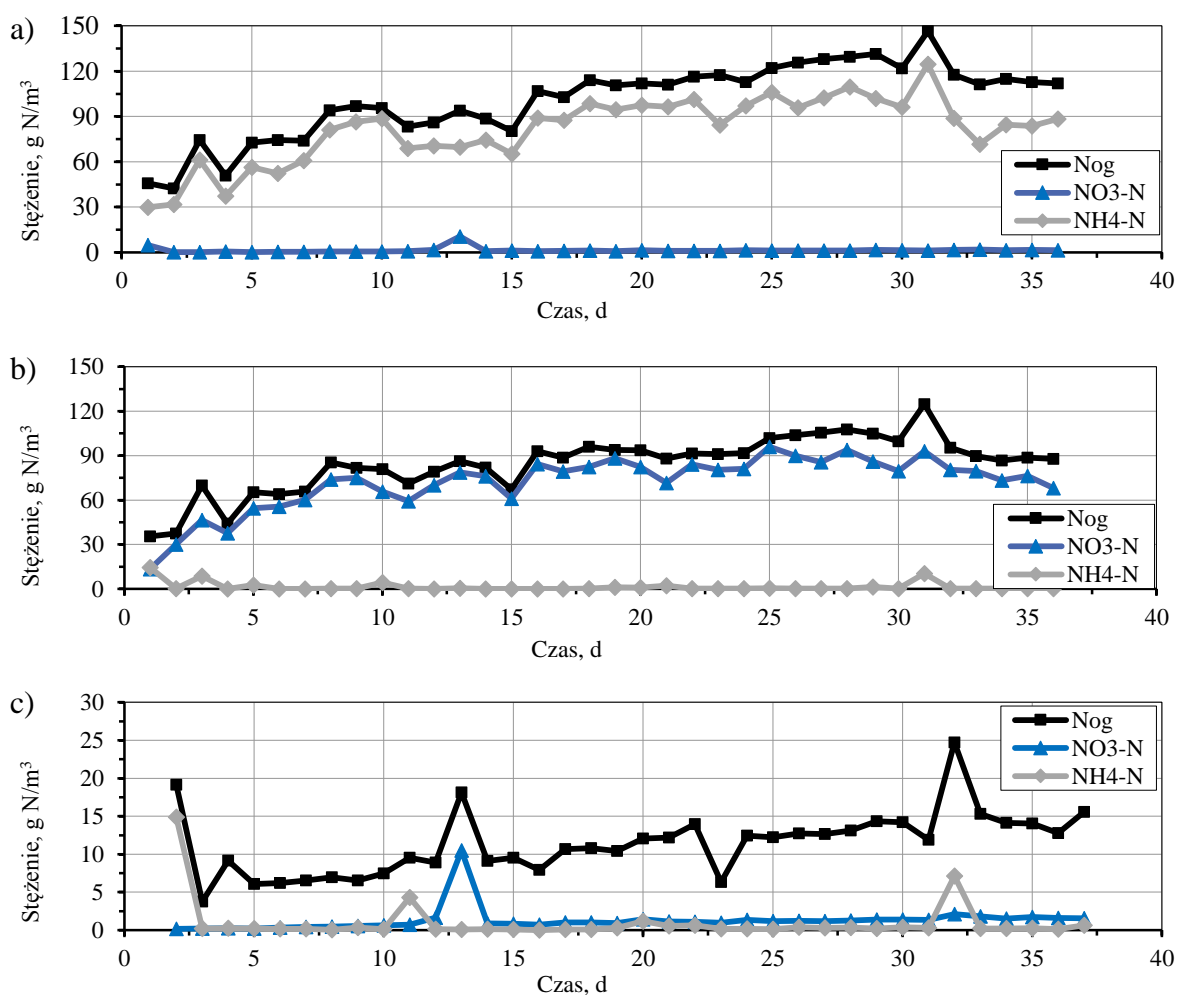 a)
Stężenie, g N/m³
150
120
90
60
30
0
0 5 10 15 20 25 30 35 40
Czas, d
Nog
NO3-N
NH4-N
b)
Stężenie, g N/m³
150
120
90
60
30
0
0 5 10 15 20 25 30 35 40
Czas, d
Nog
NO3-N
NH4-N
c)
Stężenie, g N/m³
30
25
20
15
10
5
0
0 5 10 15 20 25 30 35 40
Czas, d
Nog
NO3-N
NH4-N